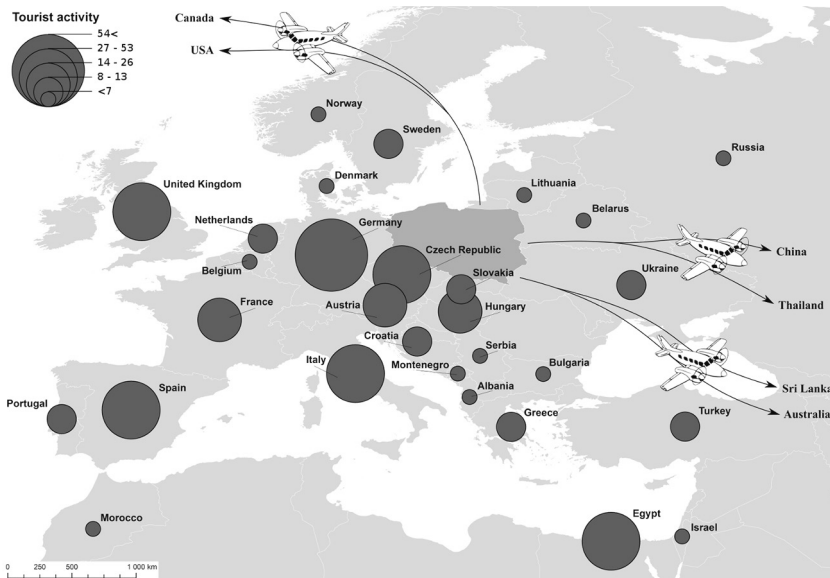 Tourist activity
54<
27 - 53
14 - 26
8 - 13
<7
Canada
USA
Norway
Sweden
Russia
United Kingdom
Denmark
Lithuania
Belarus
Netherlands
Germany
Belgium
Czech Republic
Slovakia
Ukraine
China
Thailand
France
Austria
Hungary
Croatia
Serbia
Italy
Montenegro
Bulgaria
Albania
Sri Lanka
Australia
Portugal
Spain
Greece
Turkey
Morocco
Egypt
Israel
0 250 500 1 000 km